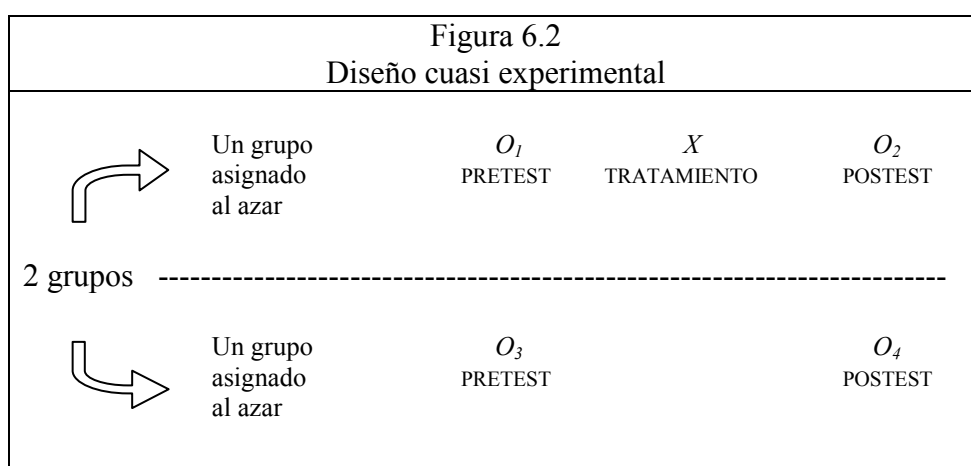 Figura 6.2
Diseño cuasi experimental
Un grupo asignado al azar
O1 X O2
PRETEST TRATAMIENTO POSTEST
2 grupos ---------------------------------------------------------------------------
Un grupo asignado al azar
O3 O4
PRETEST POSTEST